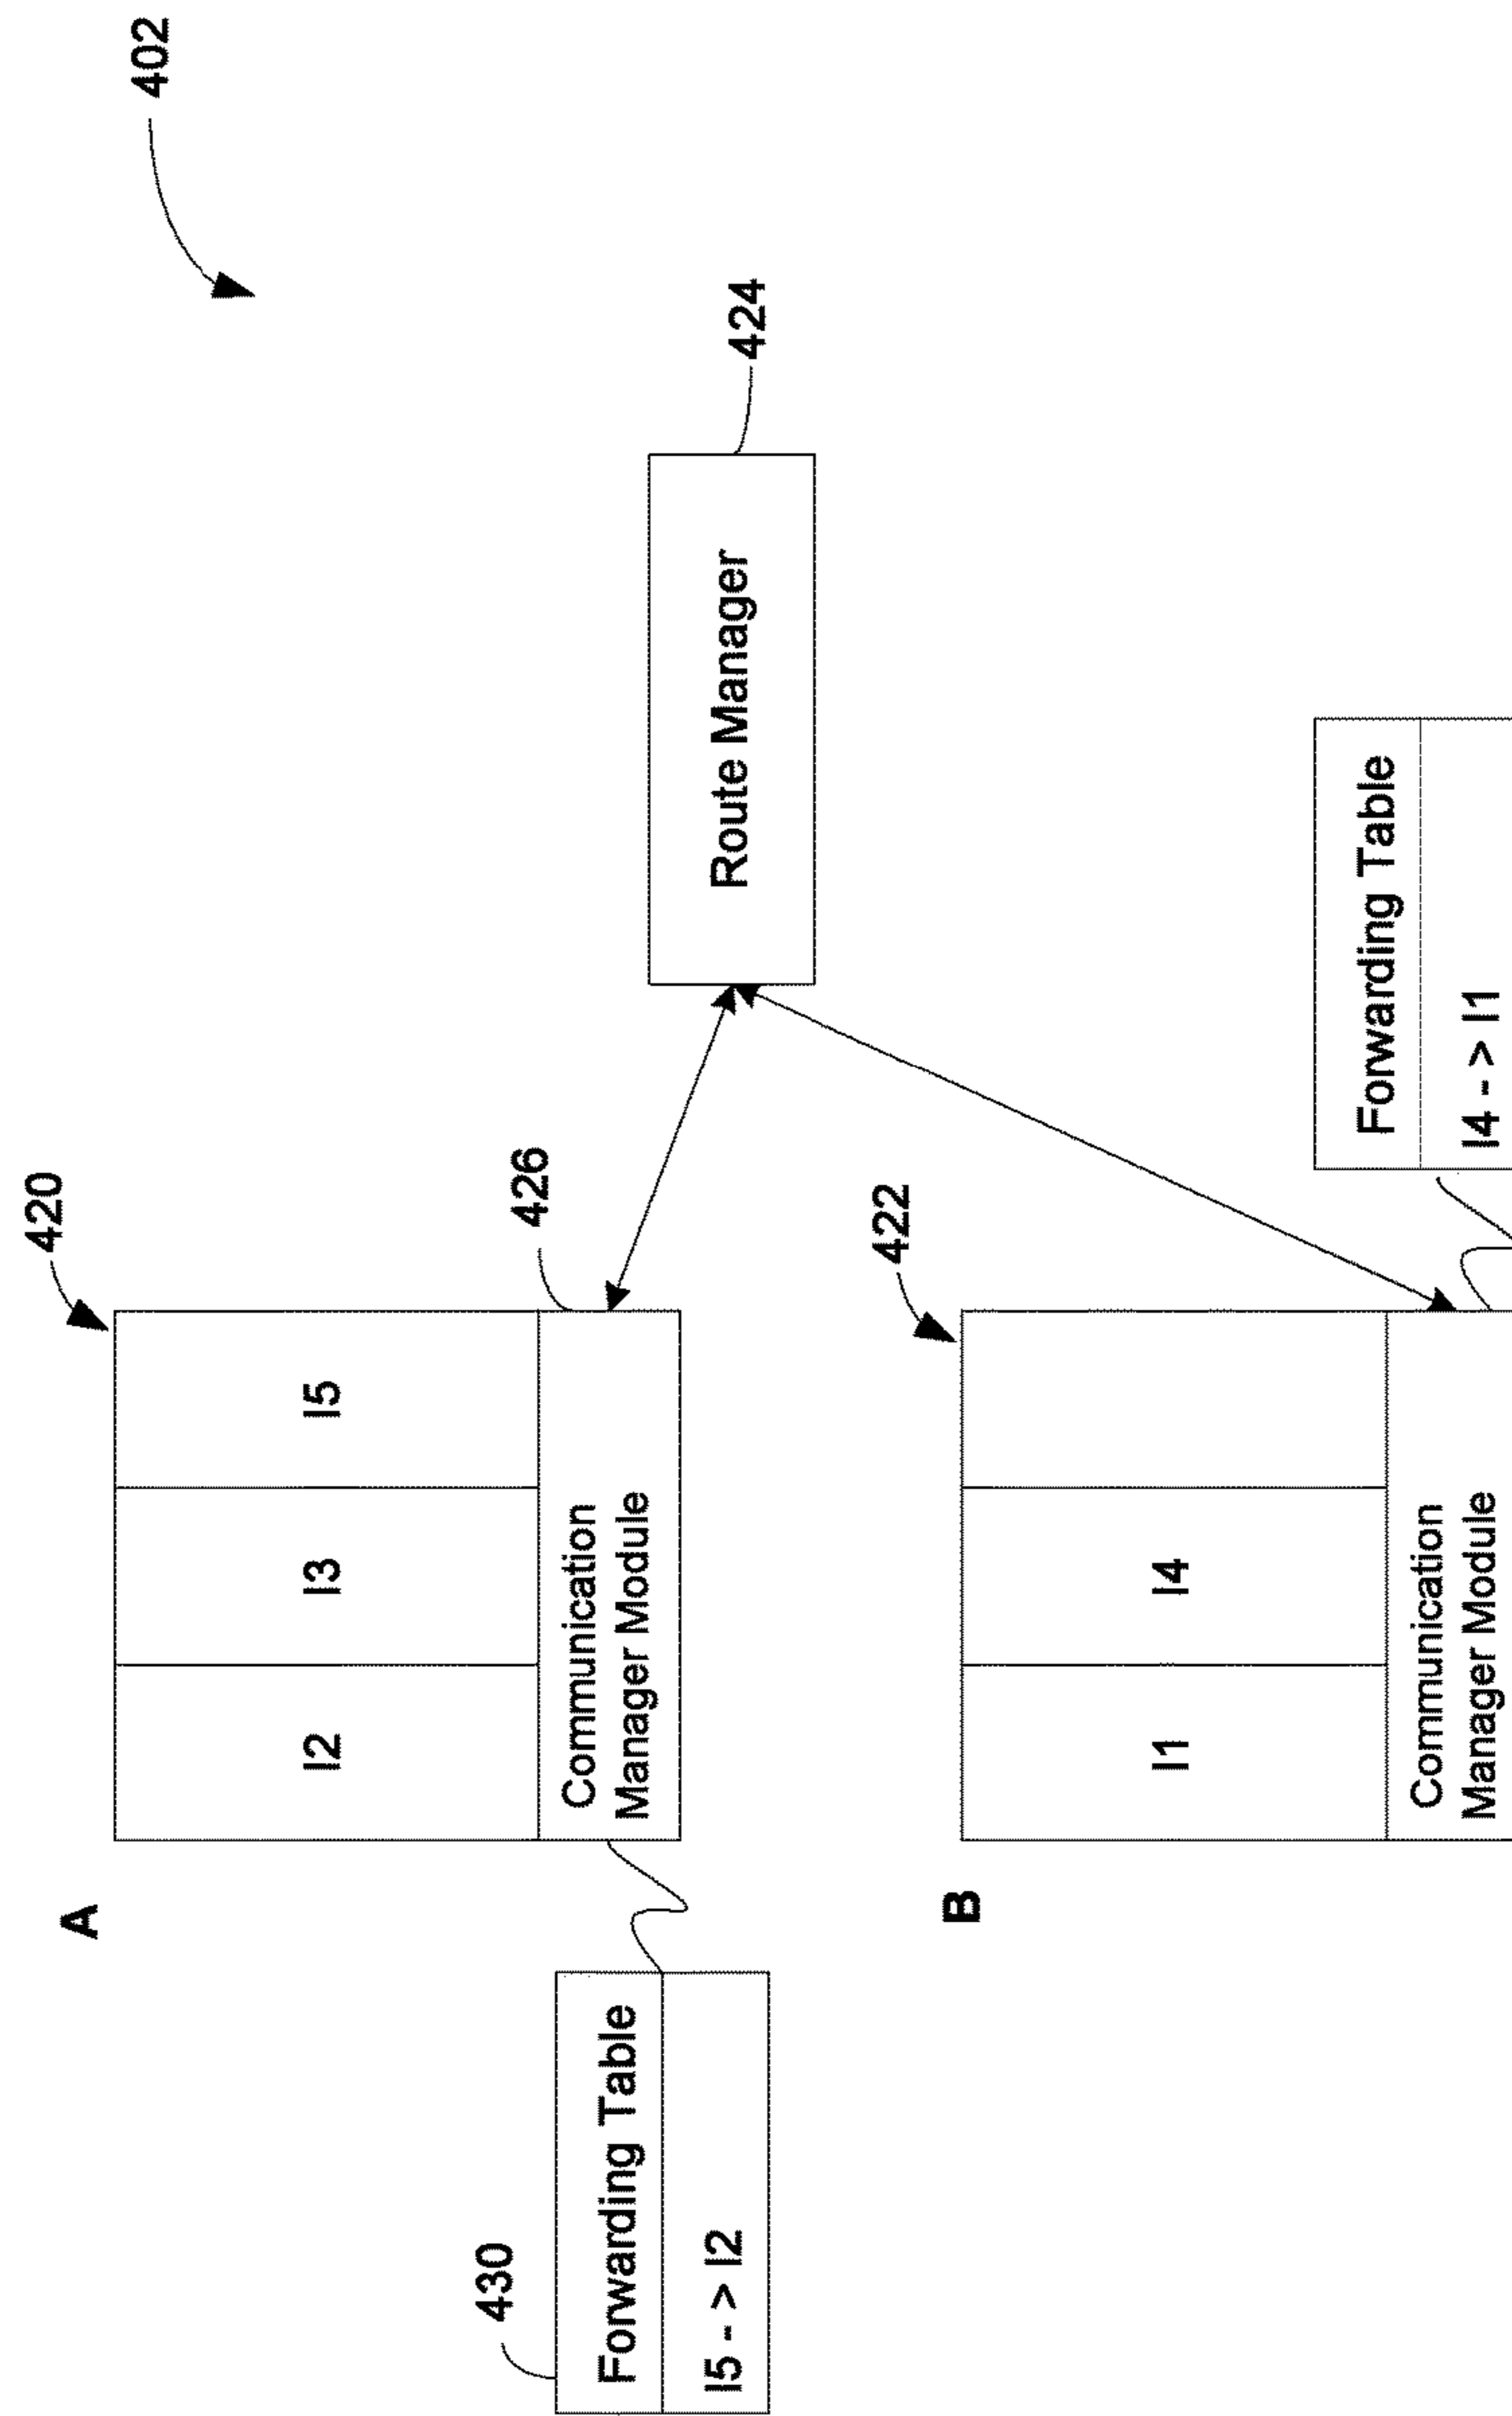 402
420
A
I2
I3
I5
426
Communication
Manager Module
430
Forwarding Table
I5 - > I2
424
Route Manager
422
B
I1
I4
Communication
Manager Module
Forwarding Table
I4 - > I1